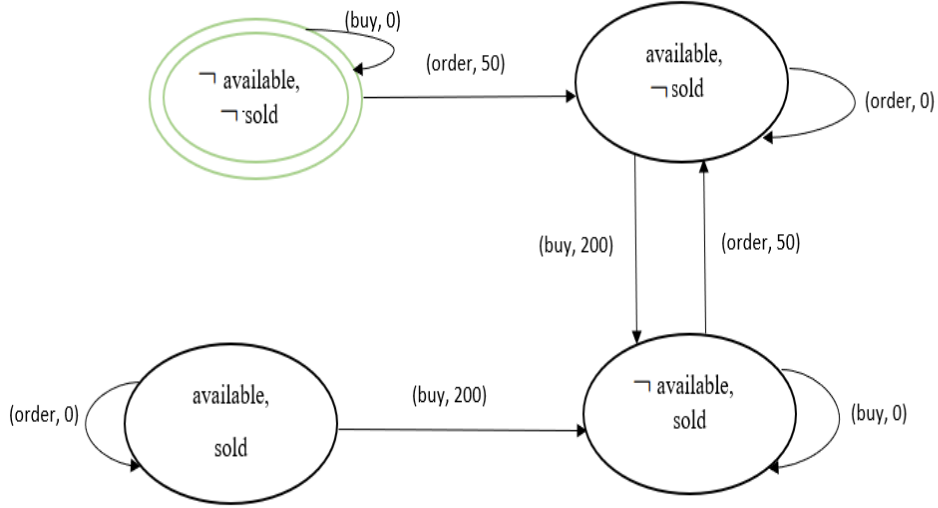 (buy, 0)
¬ available,
¬ sold
(order, 50)
available,
¬ sold
(order, 0)
(buy, 200)
(order, 50)
(order, 0)
available,
sold
(buy, 200)
¬ available,
sold
(buy, 0)